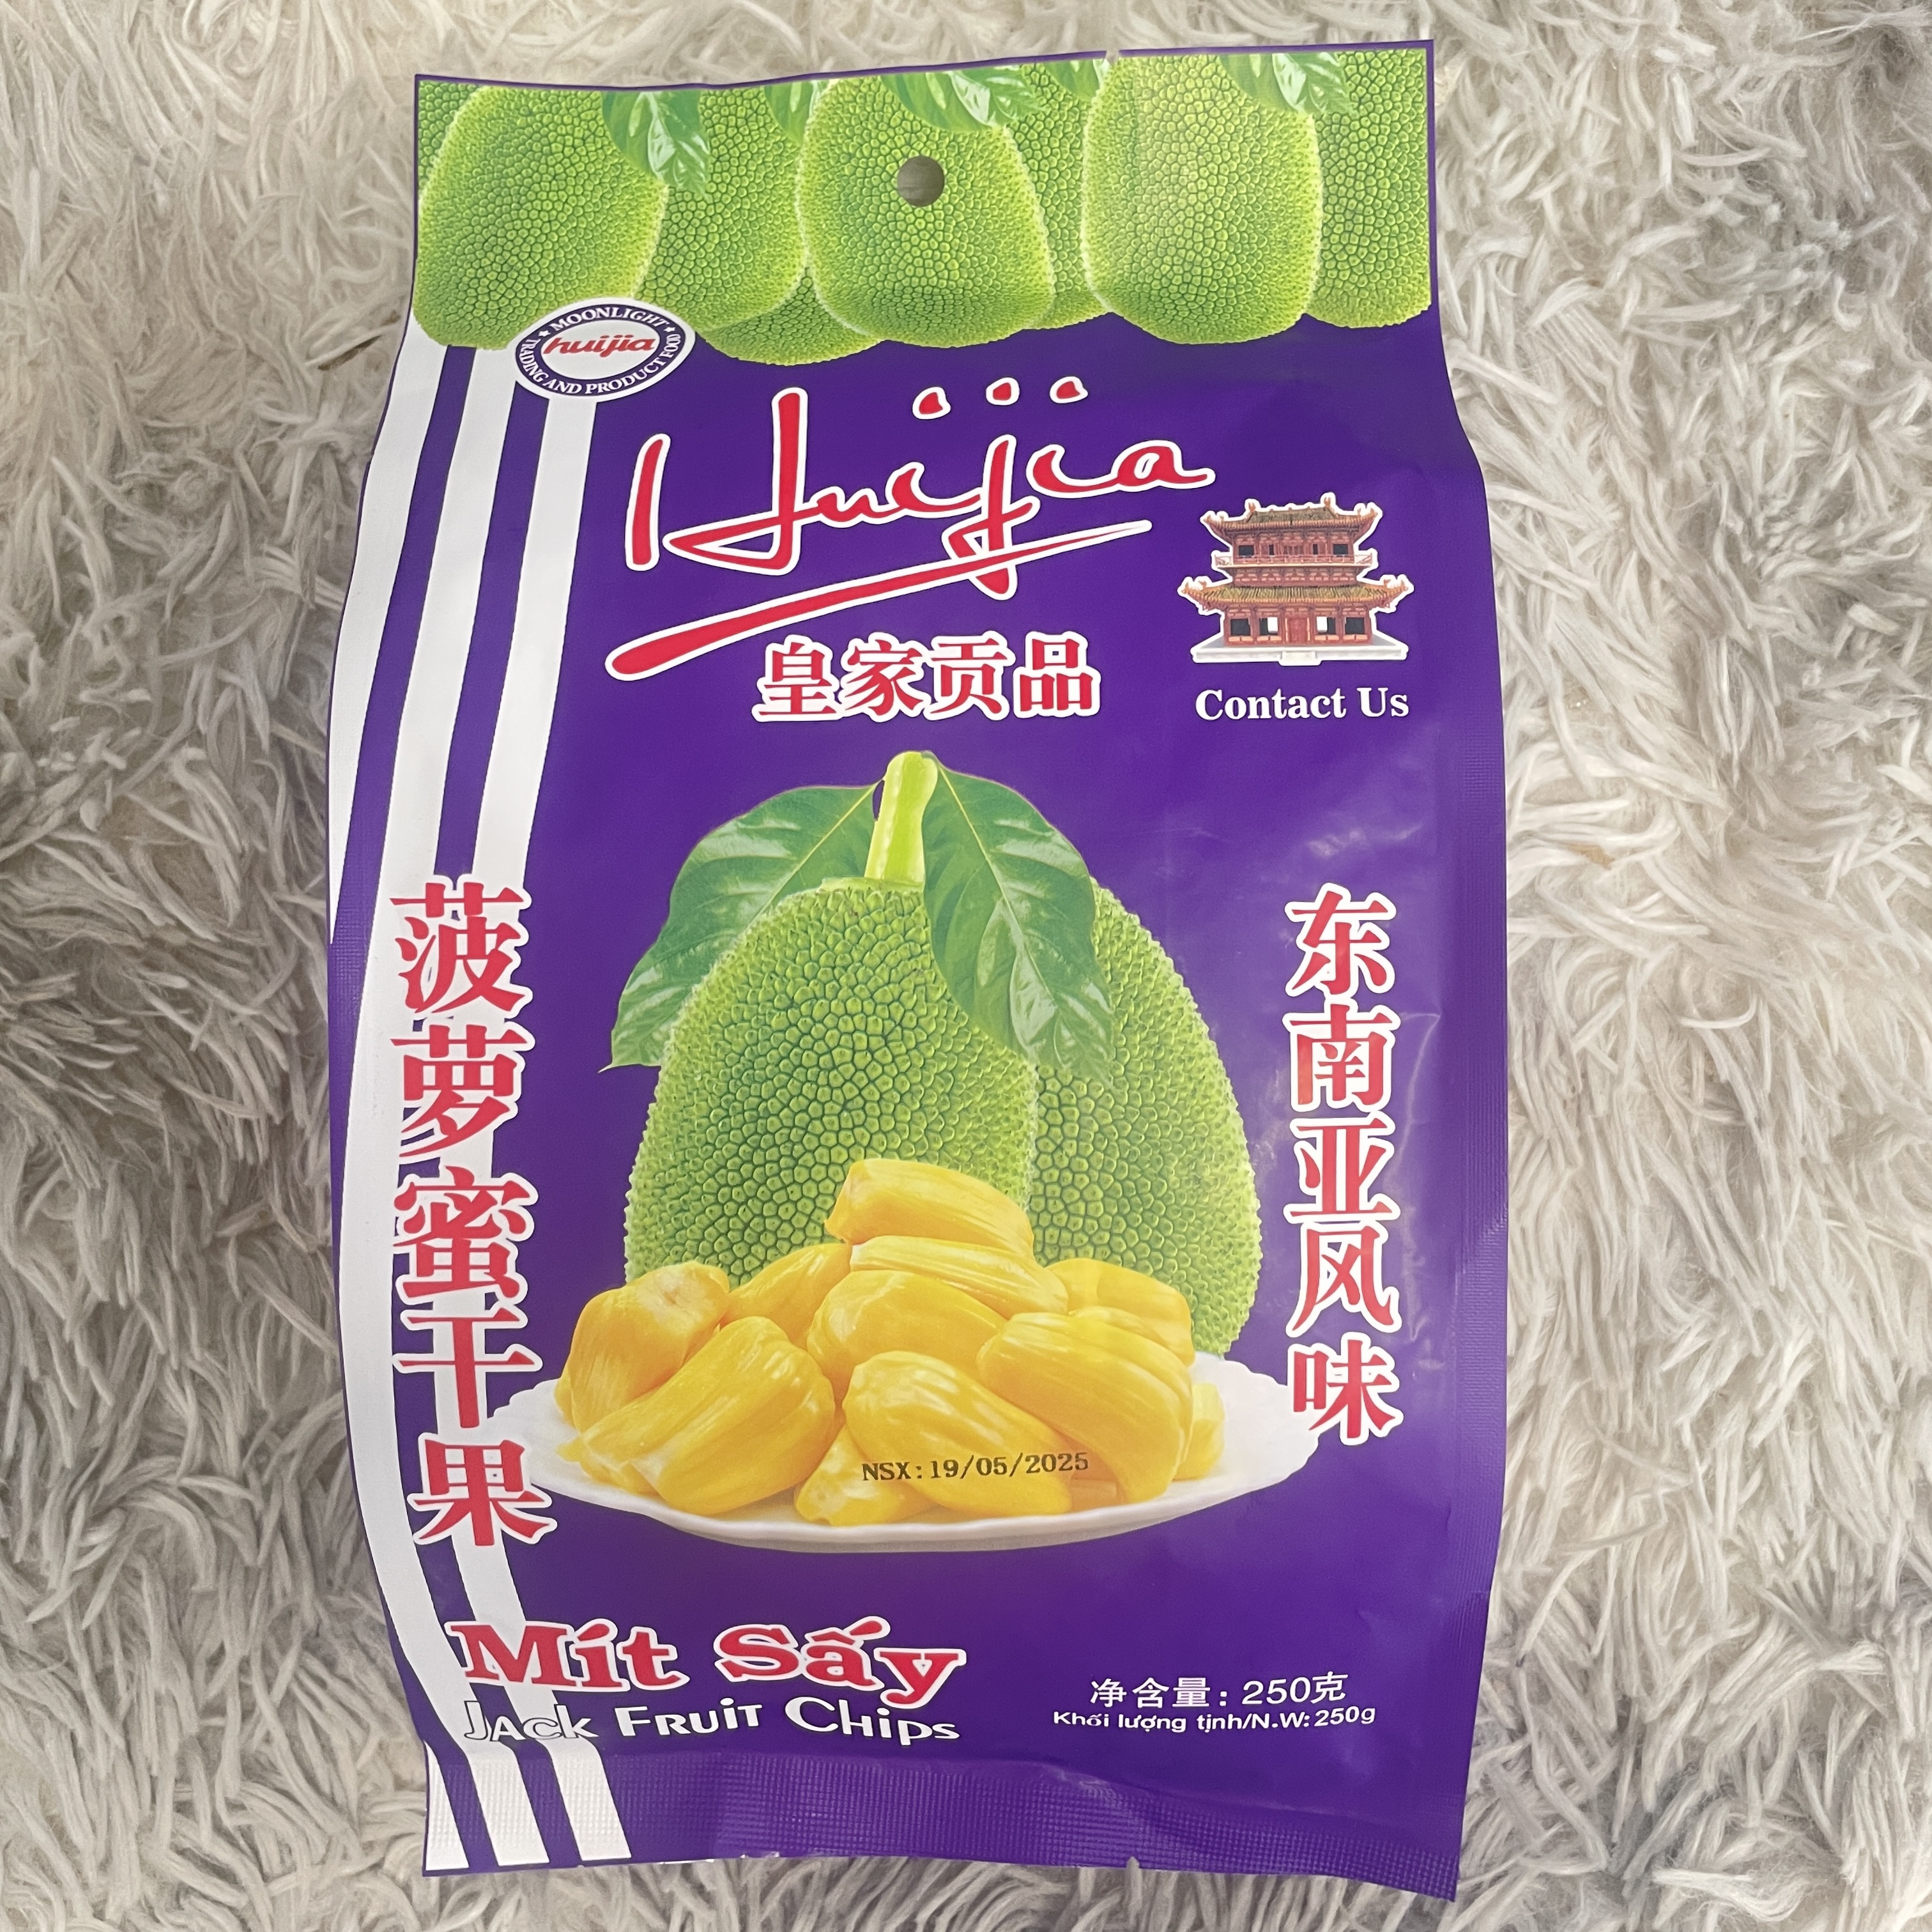 MOONLIGHT
huijia
TRADING AND PRODUCT FOOD
Huijia
皇家贡品
Contact Us
菠萝蜜干果
东南亚风味
NSX: 19/05/2025
Mít Sấy
Jack Fruit Chips
净含量: 250克
Khối lượng tịnh/N.W: 250g